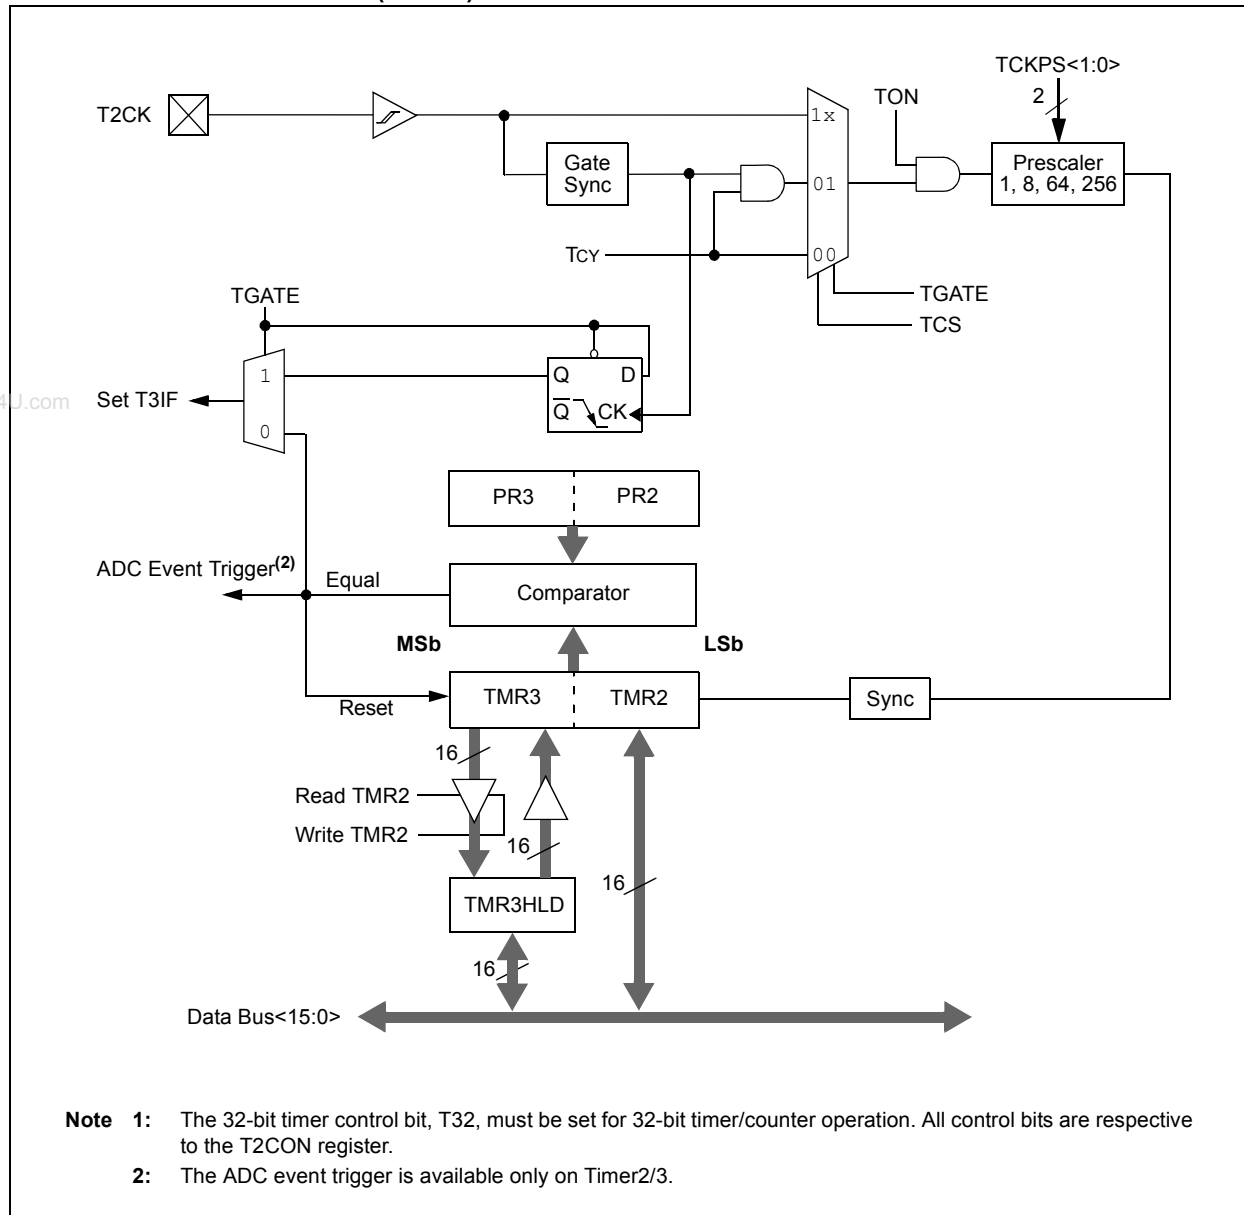 TCKPS<1:0>
2
TON
T2CK
1x
Gate
Sync
Prescaler
1, 8, 64, 256
01
TCY
00
TGATE
TCS
TGATE
1
Q D
Set T3IF
Q CK
0
4U.com
PR3 PR2
ADC Event Trigger(2)
Equal
Comparator
MSb LSb
TMR3 TMR2
Sync
Reset
16
Read TMR2
Write TMR2
16
16
TMR3HLD
16
Data Bus<15:0>
Note 1: The 32-bit timer control bit, T32, must be set for 32-bit timer/counter operation. All control bits are respective
to the T2CON register.
2: The ADC event trigger is available only on Timer2/3.